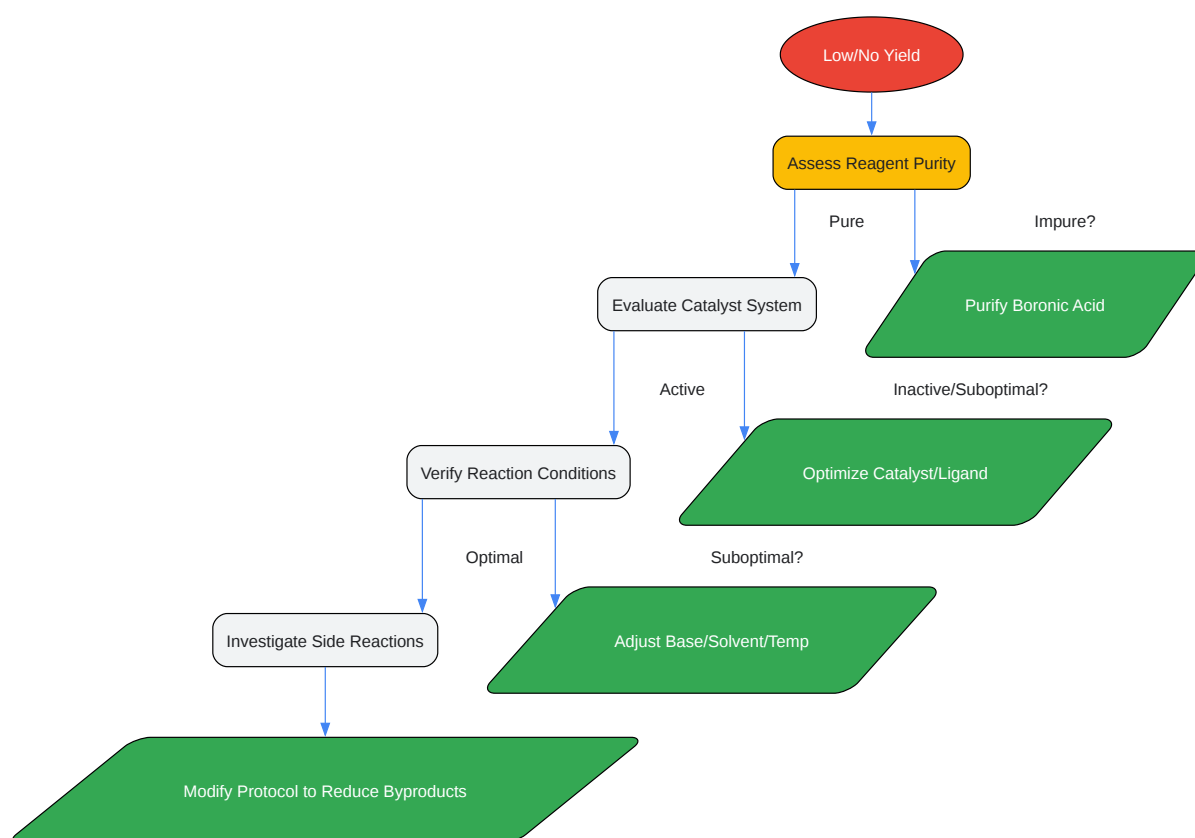 Low/No Yield
Assess Reagent Purity
Pure
Impure?
Evaluate Catalyst System
Purify Boronic Acid
Active
Inactive/Suboptimal?
Verify Reaction Conditions
Optimize Catalyst/Ligand
Optimal
Suboptimal?
Investigate Side Reactions
Adjust Base/Solvent/Temp
Modify Protocol to Reduce Byproducts